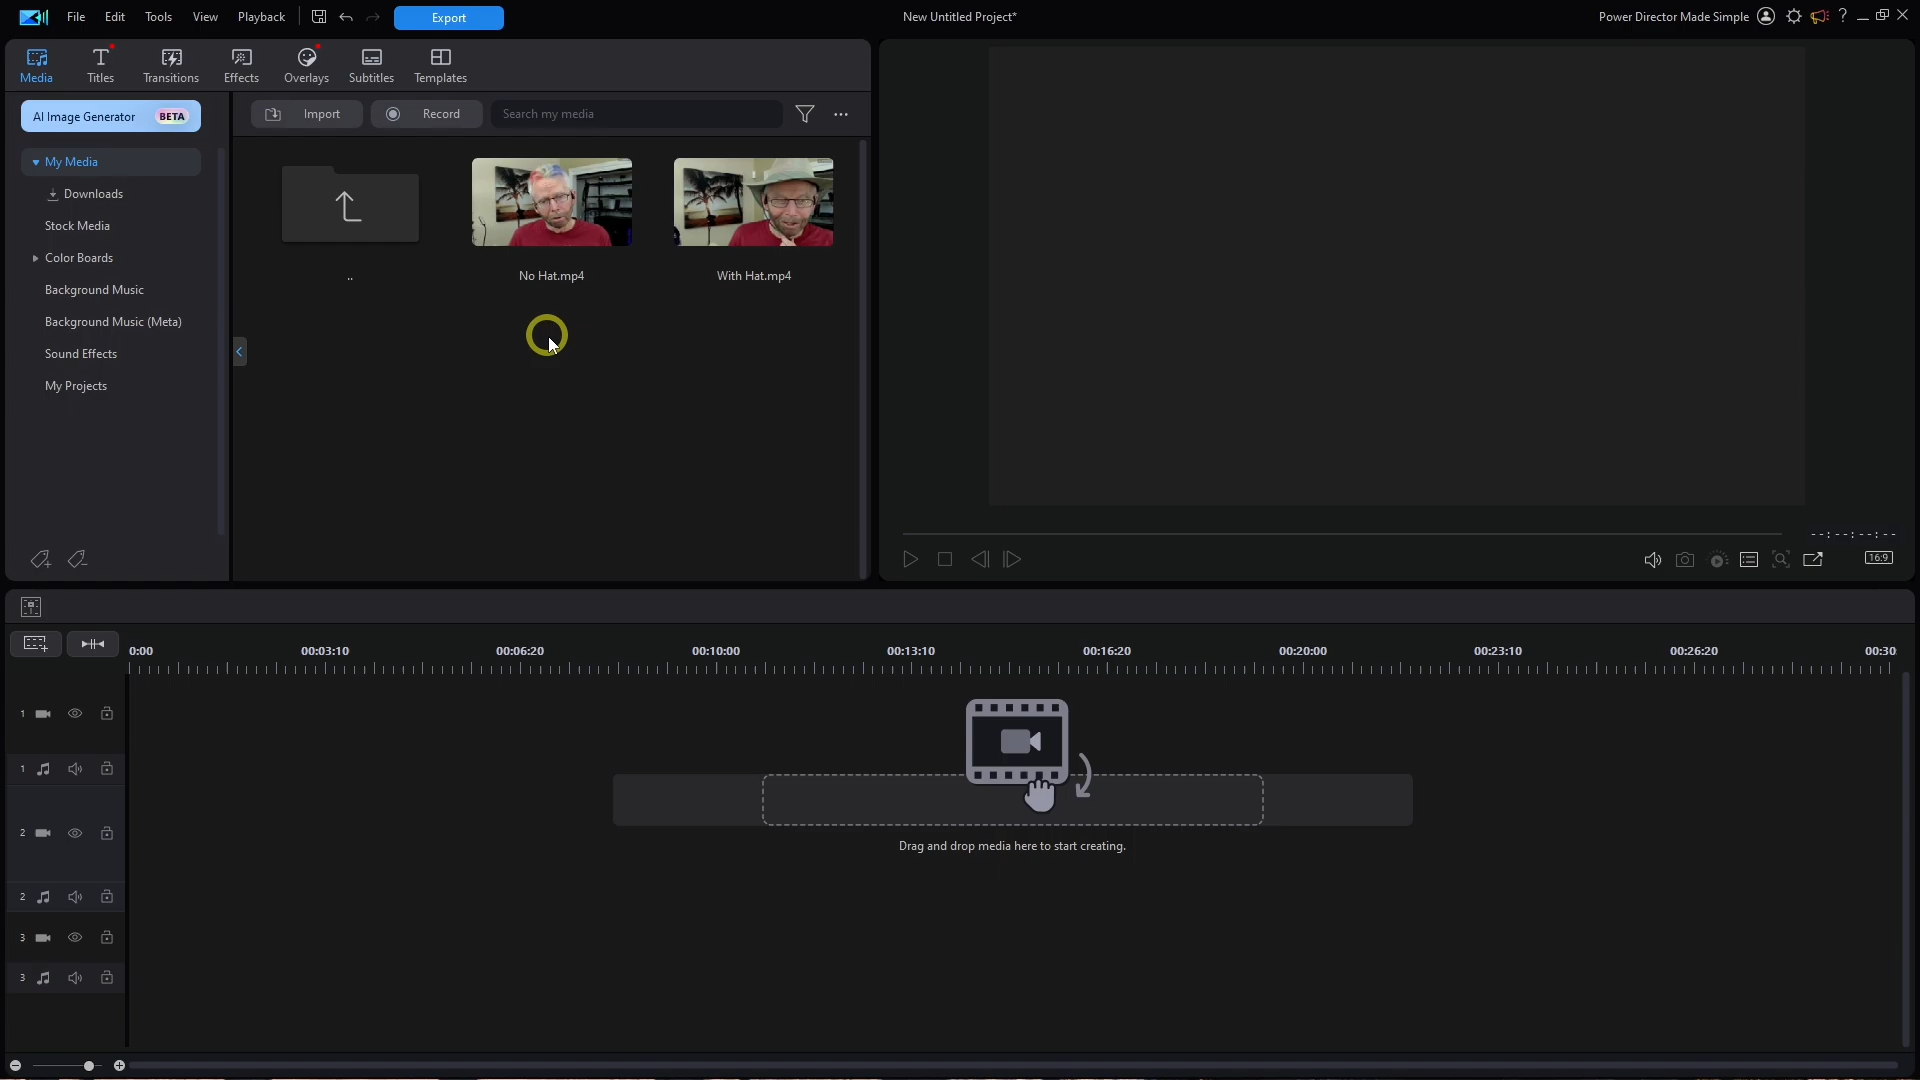 File Edit Tools View Playback Export New Untitled Project* Power Director Made Simple ?
Media Titles Transitions Effects Overlays Subtitles Templates
AI Image Generator BETA
Import Record Search my media ...
My Media
Downloads
Stock Media
Color Boards
Background Music
Background Music (Meta)
Sound Effects
My Projects
.. No Hat.mp4 With Hat.mp4
--:--:--:--
16:9
0:00 00:03:10 00:06:20 00:10:00 00:13:10 00:16:20 00:20:00 00:23:10 00:26:20 00:30
1
1
2
2
3
3
Drag and drop media here to start creating.